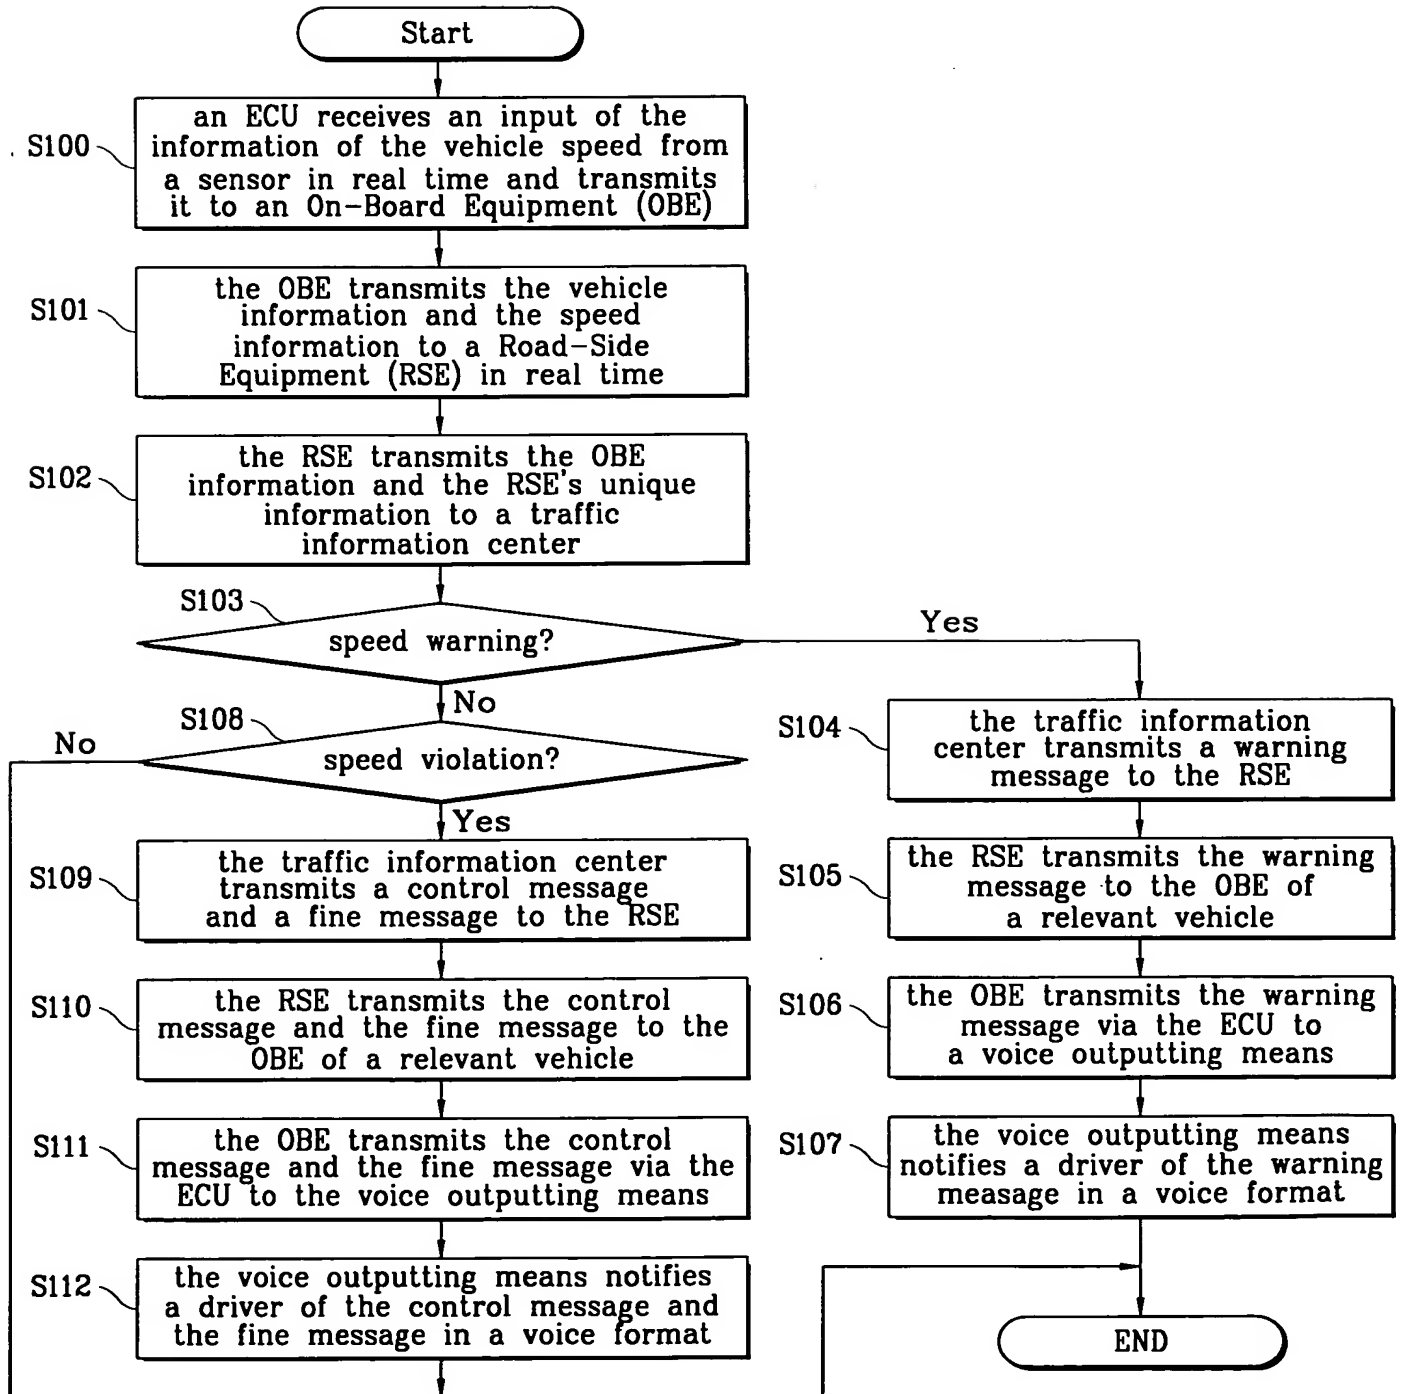 Start
S100
an ECU receives an input of the
information of the vehicle speed from
a sensor in real time and transmits
it to an On-Board Equipment (OBE)
S101
the OBE transmits the vehicle
information and the speed
information to a Road-Side
Equipment (RSE) in real time
S102
the RSE transmits the OBE
information and the RSE's unique
information to a traffic
information center
S103
speed warning?
Yes
No
S108
speed violation?
No
Yes
S109
the traffic information center
transmits a control message
and a fine message to the RSE
S110
the RSE transmits the control
message and the fine message to the
OBE of a relevant vehicle
S111
the OBE transmits the control
message and the fine message via the
ECU to the voice outputting means
S112
the voice outputting means notifies
a driver of the control message and
the fine message in a voice format
S104
the traffic information
center transmits a warning
message to the RSE
S105
the RSE transmits the warning
message to the OBE of
a relevant vehicle
S106
the OBE transmits the warning
message via the ECU to
a voice outputting means
S107
the voice outputting means
notifies a driver of the warning
measage in a voice format
END